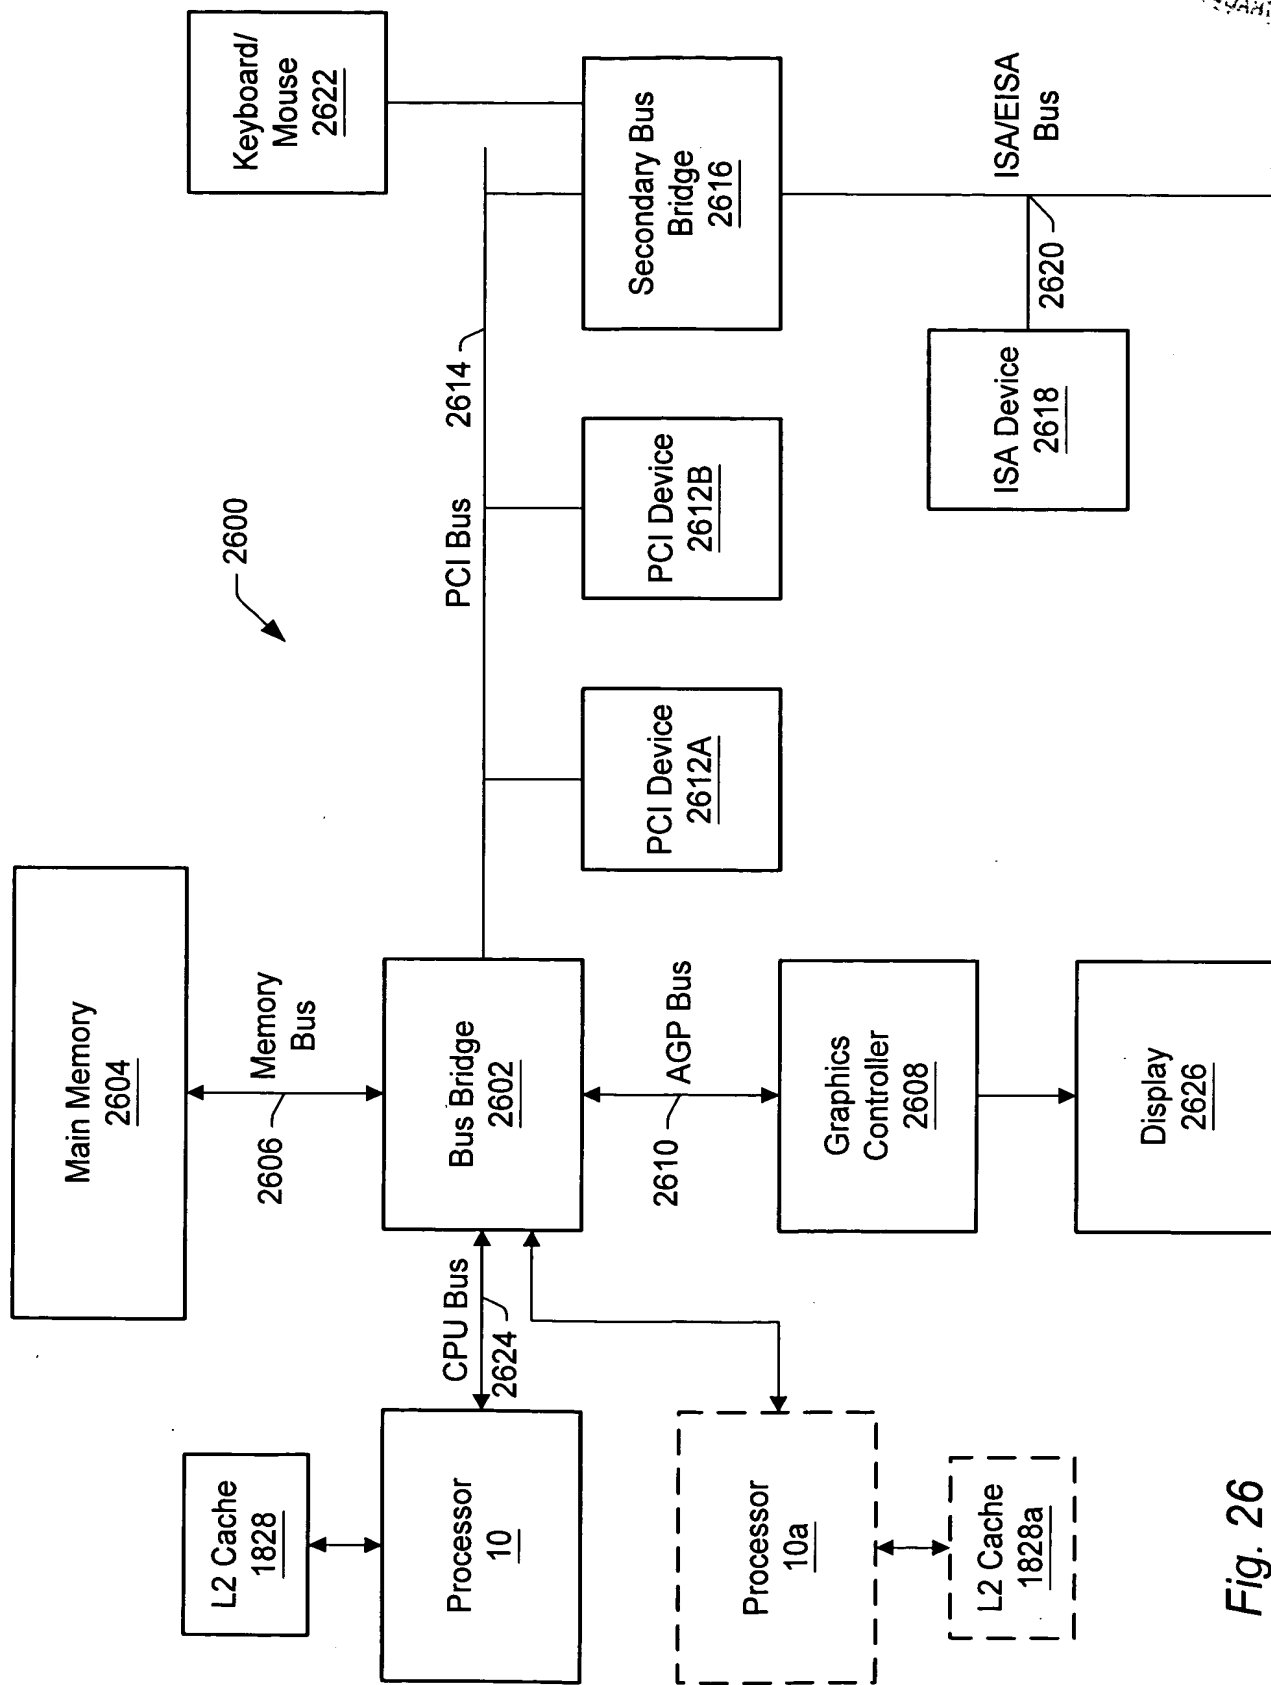 2600
L2 Cache
1828
Processor
10
CPU Bus
2624
Processor
10a
L2 Cache
1828a
Main Memory
2604
2606
Memory
Bus
Bus Bridge
2602
2610
AGP Bus
Graphics
Controller
2608
Display
2626
PCI Bus
2614
PCI Device
2612A
PCI Device
2612B
Keyboard/
Mouse
2622
Secondary Bus
Bridge
2616
ISA Device
2618
2620
ISA/EISA
Bus
Fig. 26